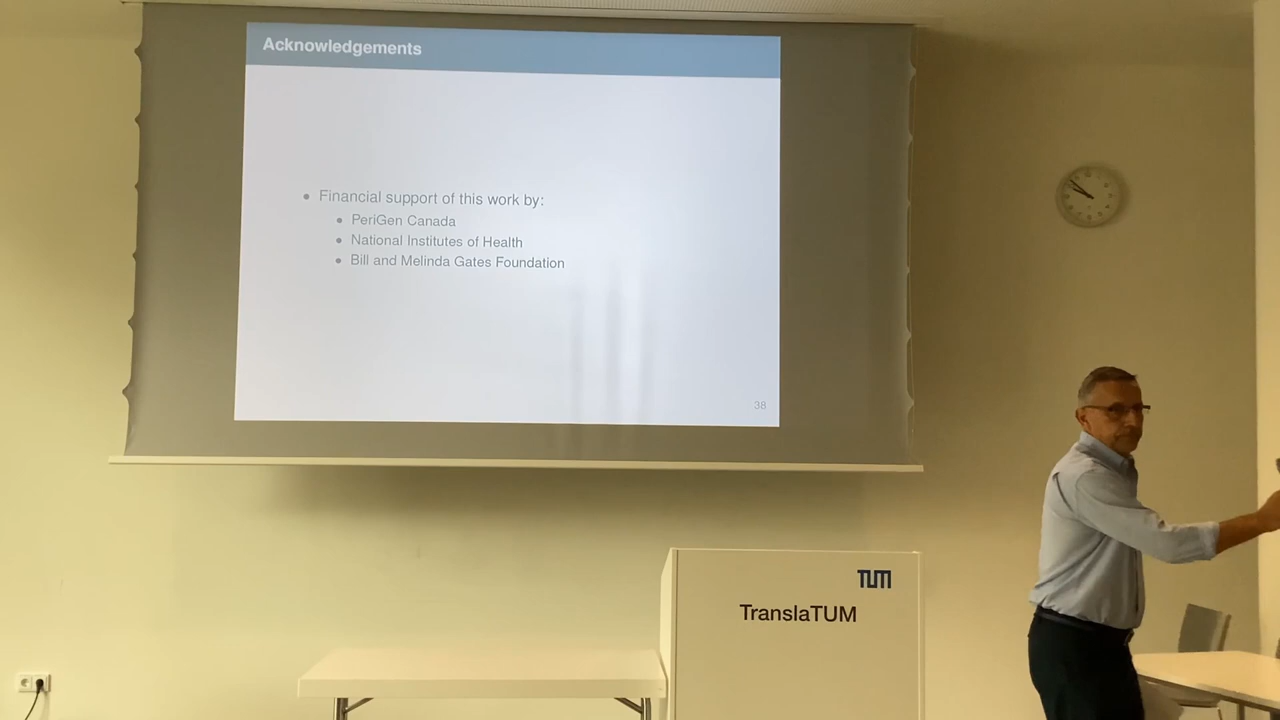 Acknowledgements
Financial support of this work by:
PeriGen Canada
National Institutes of Health
Bill and Melinda Gates Foundation
38
TUM
TranslaTUM